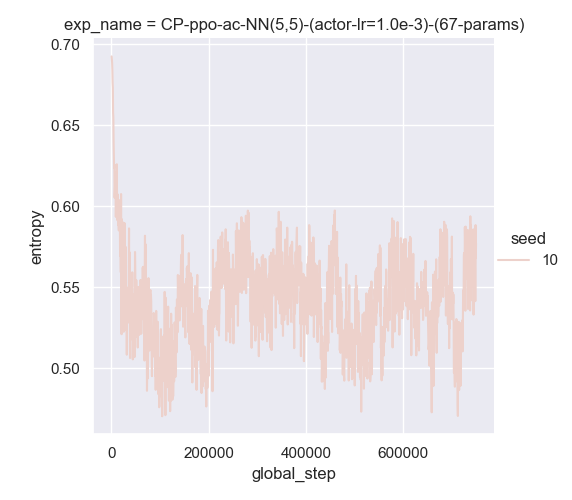 exp_name = CP-ppo-ac-NN(5,5)-(actor-lr=1.0e-3)-(67-params)
0.70
0.65
0.60
0.55
0.50
entropy
0
200000
400000
600000
global_step
seed
10